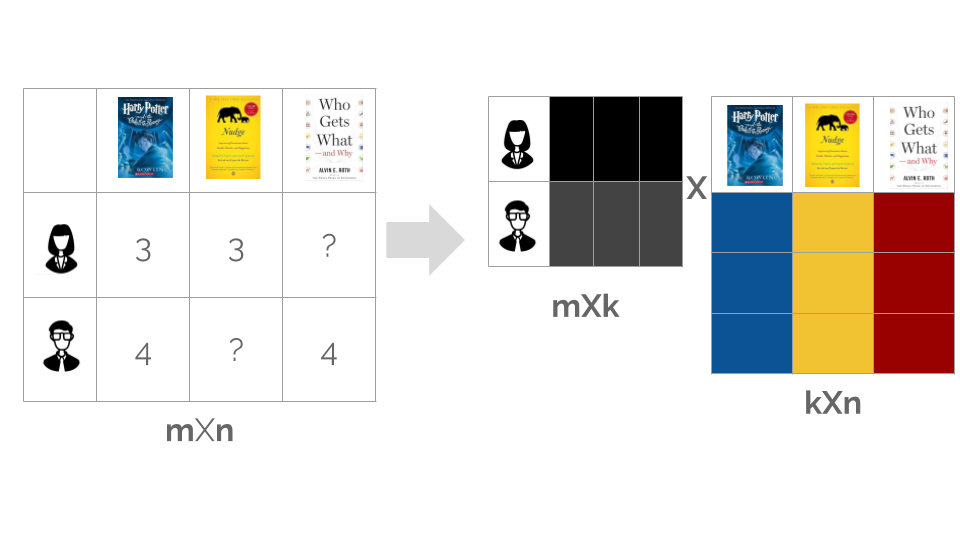 Harry Potter
Nudge
Who
Gets
What
—and Why
ALVIN E. ROTH
3 3 ?
4 ? 4
mXn
mXk
X
Harry Potter
Nudge
Who
Gets
What
—and Why
ALVIN E. ROTH
kXn